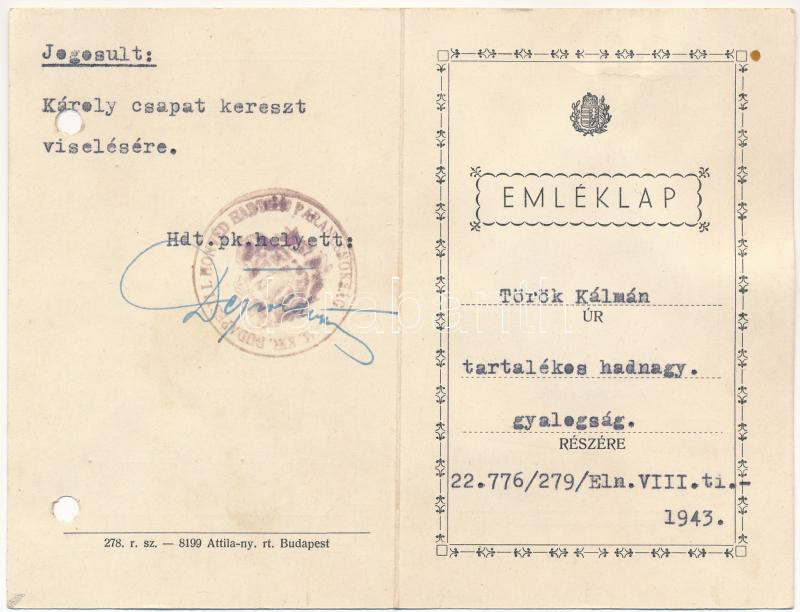 Jogosult:
Károly csapat kereszt
viselésére.
Hdt.pk.helyett:
278. r. sz. — 8199 Attila-ny. rt. Budapest
EMLÉKLAP
Török Kálmán
ÚR
tartalékos hadnagy.
gyalogság.
RÉSZÉRE
22.776/279/Eln.VIII.ti.-
1943.
darabanth